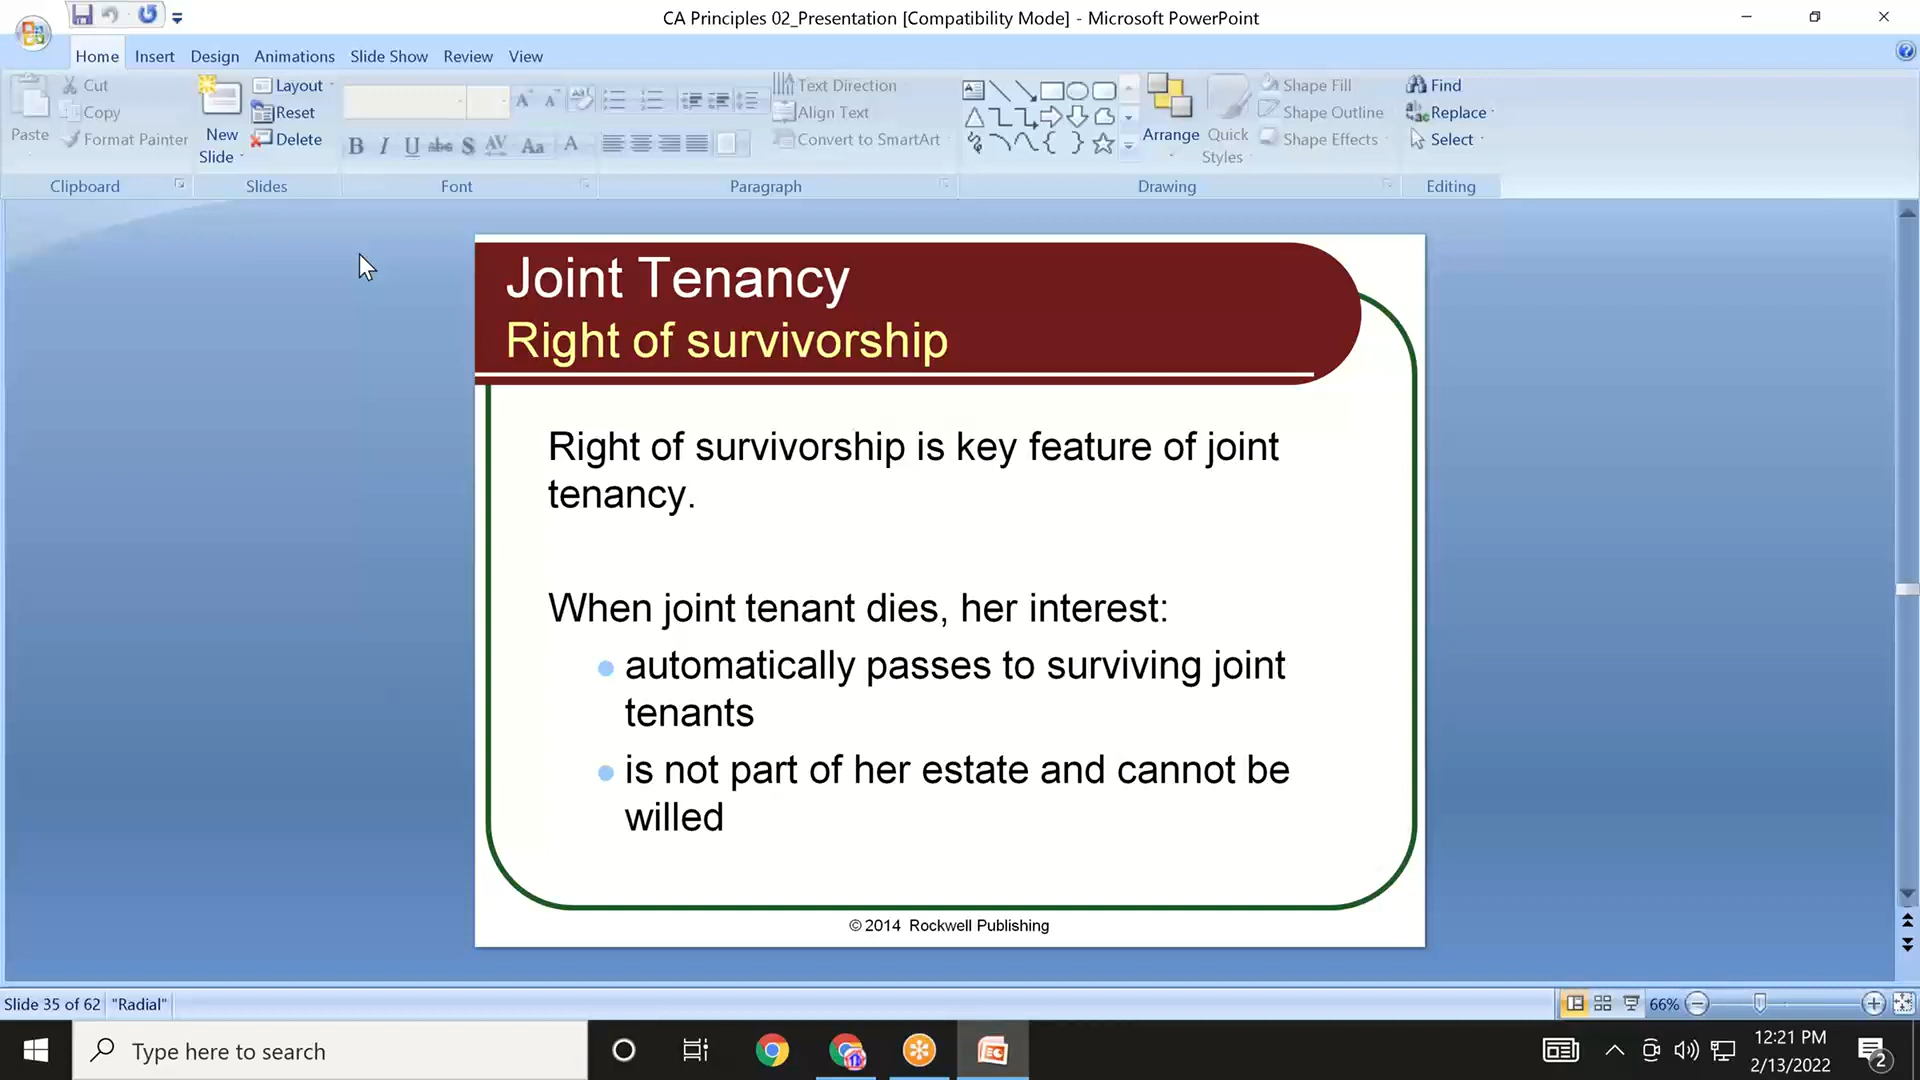 CA Principles 02_Presentation [Compatibility Mode] - Microsoft PowerPoint
Home Insert Design Animations Slide Show Review View
Paste
Cut
Copy
Format Painter
Clipboard
New
Slide
Layout
Reset
Delete
Slides
B I U abc S AV Aa A
Font
Text Direction
Align Text
Convert to SmartArt
Paragraph
Arrange
Quick
Styles
Shape Fill
Shape Outline
Shape Effects
Drawing
Find
Replace
Select
Editing
Joint Tenancy
Right of survivorship
Right of survivorship is key feature of joint
tenancy.
When joint tenant dies, her interest:
automatically passes to surviving joint
tenants
is not part of her estate and cannot be
willed
© 2014 Rockwell Publishing
Slide 35 of 62 "Radial"
66%
Type here to search
12:21 PM
2/13/2022
2